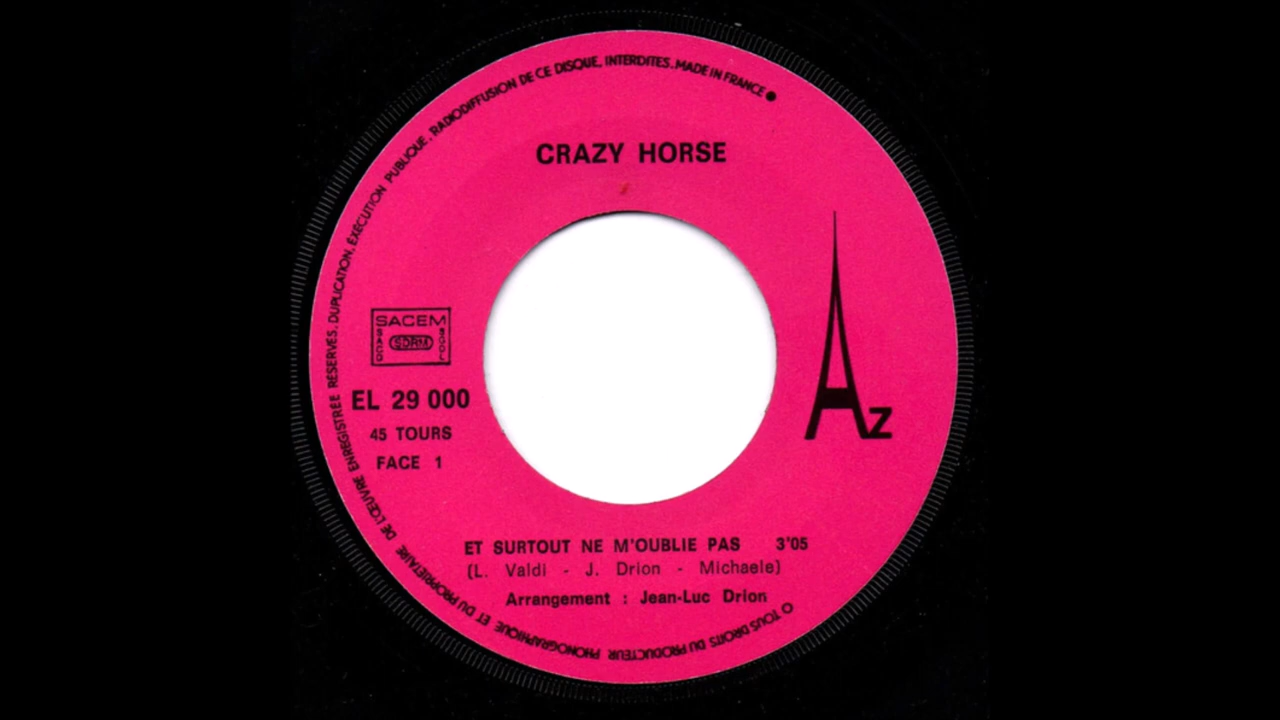 O TOUS DROITS DU PRODUCTEUR PHONOGRAPHIQUE ET DU PROPRIETAIRE DE L'ŒUVRE ENREGISTREE RESERVES. DUPLICATION, EXECUTION PUBLIQUE, RADIODIFFUSION DE CE DISQUE, INTERDITES. MADE IN FRANCE
CRAZY HORSE
SACEM
SACD SDRM SGDL
EL 29 000
45 TOURS
FACE 1
AZ
ET SURTOUT NE M'OUBLIE PAS 3'05
(L. Valdi - J. Drion - Michaele)
Arrangement : Jean-Luc Drion